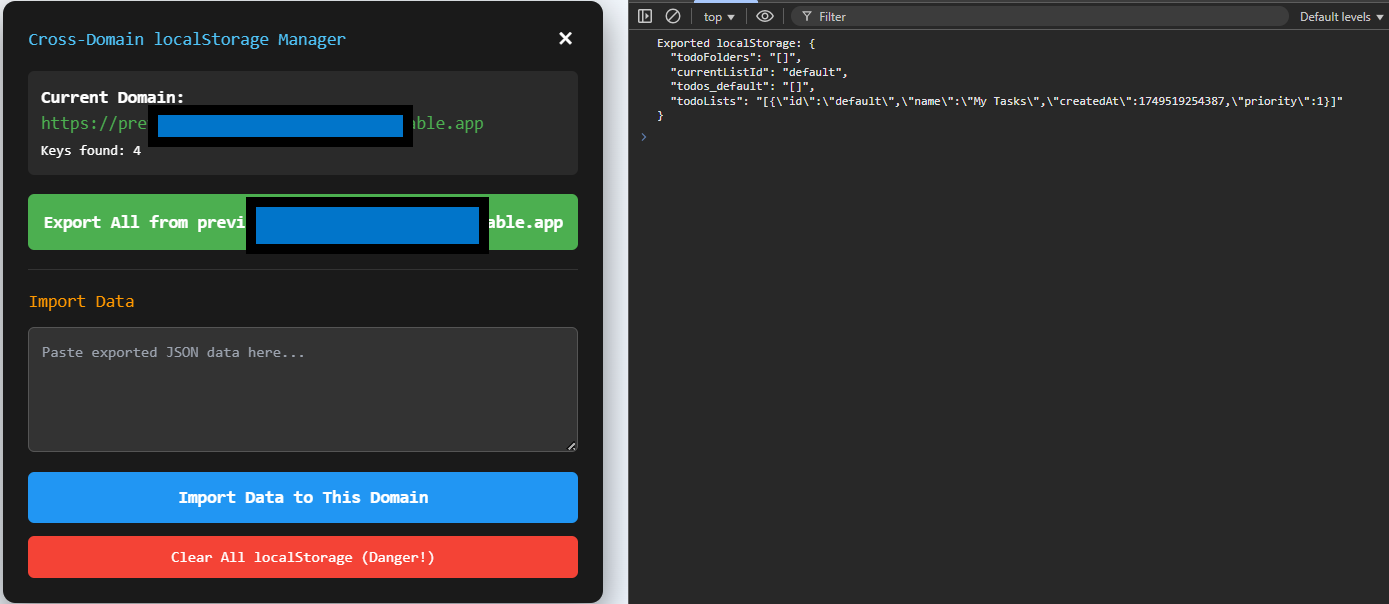 Cross-Domain localStorage Manager
×
Current Domain:
https://pre able.app
Keys found: 4
Export All from previ able.app
Import Data
Paste exported JSON data here...
Import Data to This Domain
Clear All localStorage (Danger!)
top ▼
Filter
Default levels ▼
Exported localStorage: {
"todoFolders": "[]",
"currentListId": "default",
"todos_default": "[]",
"todoLists": "[{\"id\":\"default\",\"name\":\"My Tasks\",\"createdAt\":1749519254387,\"priority\":1}]"
}
>